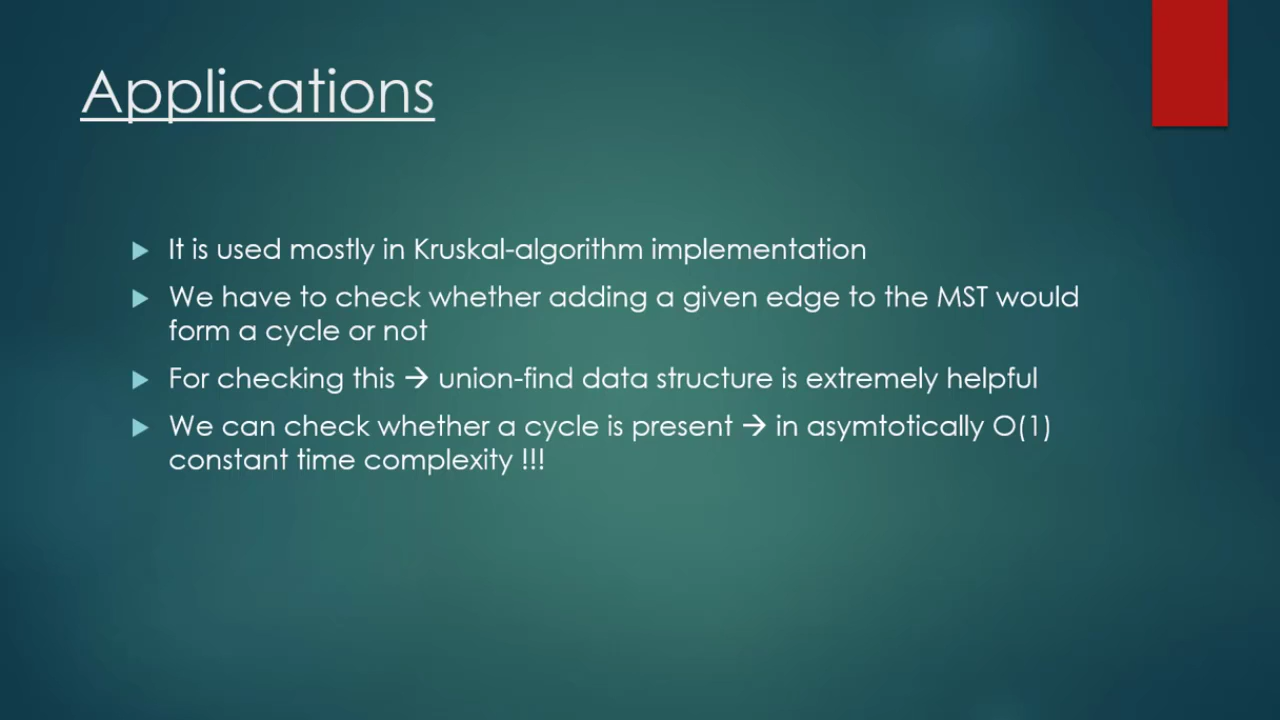 Applications
It is used mostly in Kruskal-algorithm implementation
We have to check whether adding a given edge to the MST would
form a cycle or not
For checking this → union-find data structure is extremely helpful
We can check whether a cycle is present → in asymtotically O(1)
constant time complexity !!!